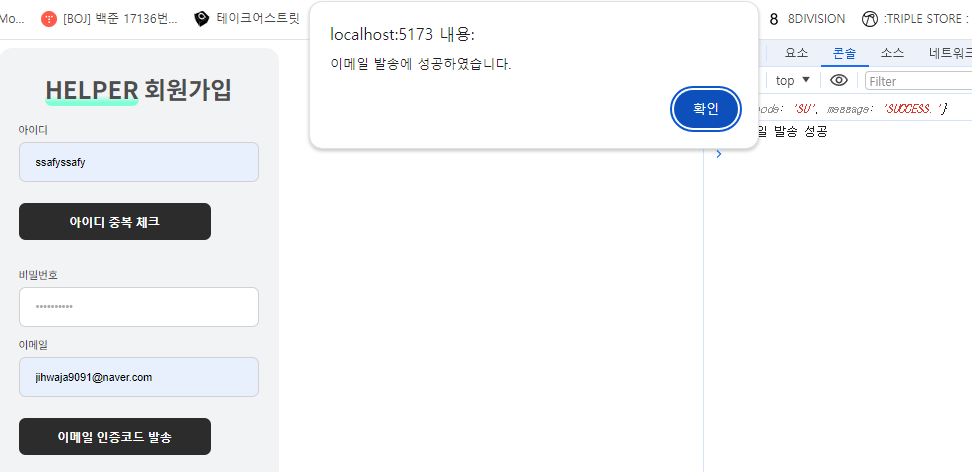 Mo... [BOJ] 백준 17136번... 테이크어스트릿 8DIVISION :TRIPLE STORE :
localhost:5173 내용:
이메일 발송에 성공하였습니다.
확인
HELPER 회원가입
아이디
ssafyssafy
아이디 중복 체크
비밀번호
••••••••••
이메일
jihwaja9091@naver.com
이메일 인증코드 발송
요소 콘솔 소스 네트워크
top Filter
'SU', message: 'SUCCESS. '}
일 발송 성공